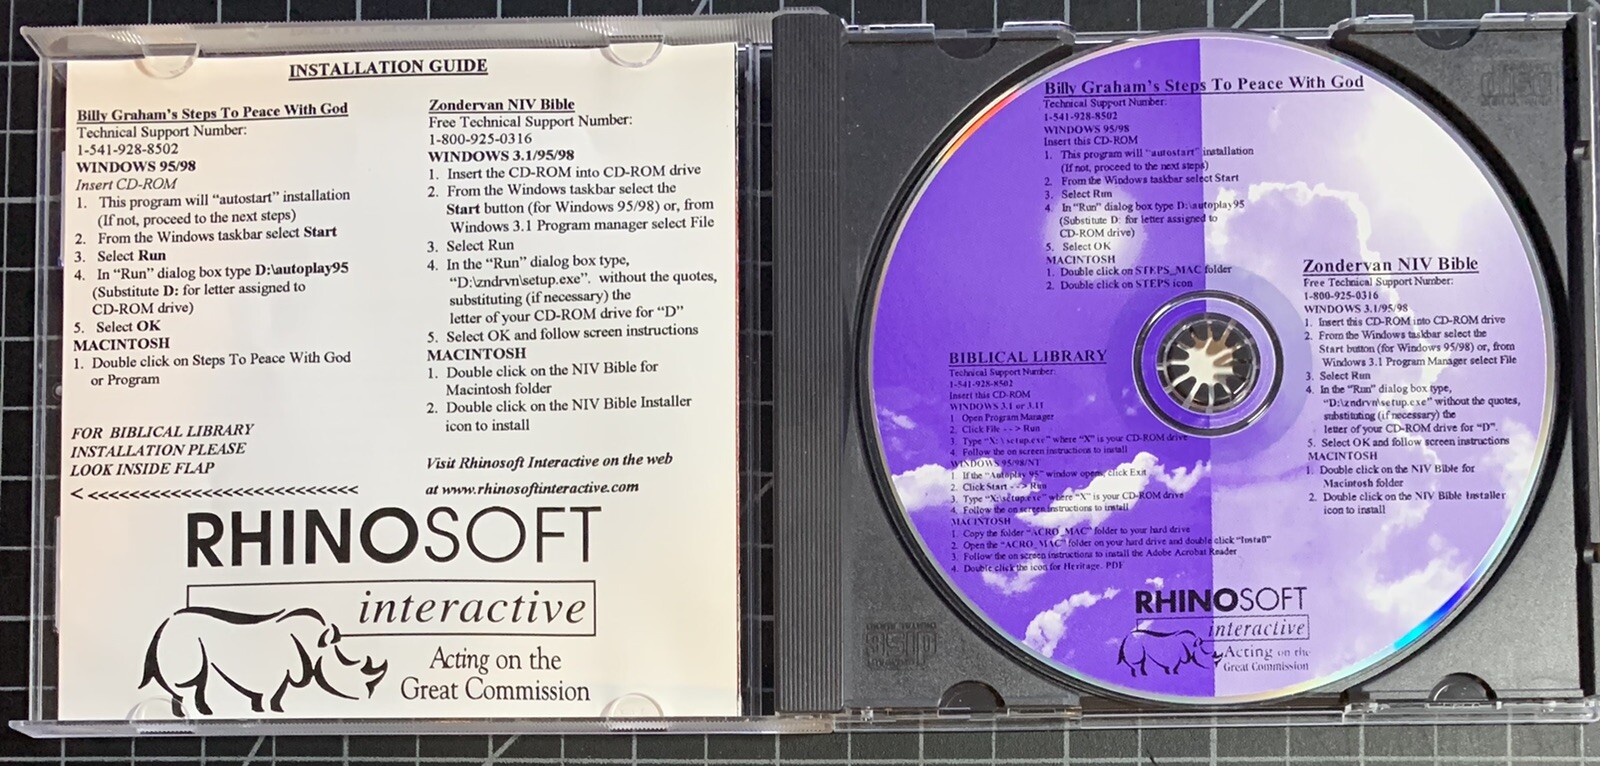 INSTALLATION GUIDE
Billy Graham's Steps To Peace With God
Technical Support Number:
1-541-928-8502
WINDOWS 95/98
Insert CD-ROM
1. This program will "autostart" installation
(If not, proceed to the next steps)
2. From the Windows taskbar select Start
3. Select Run
4. In "Run" dialog box type D:\autoplay95
(Substitute D: for letter assigned to
CD-ROM drive)
5. Select OK
MACINTOSH
1. Double click on Steps To Peace With God
or Program
FOR BIBLICAL LIBRARY
INSTALLATION PLEASE
LOOK INSIDE FLAP
< <<<<<<<<<<<<<<<<<<<<<<<<<<
Zondervan NIV Bible
Free Technical Support Number:
1-800-925-0316
WINDOWS 3.1/95/98
1. Insert the CD-ROM into CD-ROM drive
2. From the Windows taskbar select the
Start button (for Windows 95/98) or, from
Windows 3.1 Program manager select File
3. Select Run
4. In the "Run" dialog box type,
"D:\zndrvn\setup.exe". without the quotes,
substituting (if necessary) the
letter of your CD-ROM drive for "D"
5. Select OK and follow screen instructions
MACINTOSH
1. Double click on the NIV Bible for
Macintosh folder
2. Double click on the NIV Bible Installer
icon to install
Visit Rhinosoft Interactive on the web
at www.rhinosoftinteractive.com
RHINOSOFT
interactive
Acting on the
Great Commission
Billy Graham's Steps To Peace With God
Technical Support Number:
1-541-928-8502
WINDOWS 95/98
Insert this CD-ROM
1. This program will "autostart" installation
(If not, proceed to the next steps)
2. From the Windows taskbar select Start
3. Select Run
4. In "Run" dialog box type D:\autoplay95
(Substitute D: for letter assigned to
CD-ROM drive)
5. Select OK
MACINTOSH
1. Double click on STEPS_MAC folder
2. Double click on STEPS icon
Zondervan NIV Bible
Free Technical Support Number:
1-800-925-0316
WINDOWS 3.1/95/98
1. Insert this CD-ROM into CD-ROM drive
2. From the Windows taskbar select the
Start button (for Windows 95/98) or, from
Windows 3.1 Program Manager select File
3. Select Run
4. In the "Run" dialog box type,
"D:\zndrvn\setup.exe" without the quotes,
substituting (if necessary) the
letter of your CD-ROM drive for "D".
5. Select OK and follow screen instructions
MACINTOSH
1. Double click on the NIV Bible for
Macintosh folder
2. Double click on the NIV Bible Installer
icon to install
BIBLICAL LIBRARY
Technical Support Number:
1-541-928-8502
Insert this CD-ROM
WINDOWS 3.1 or 3.11
1. Open Program Manager
2. Click File - - > Run
3. Type "X:\setup.exe" where "X" is your CD-ROM drive
4. Follow the on screen instructions to install
WINDOWS 95/98/NT
1. If the "Autoplay 95" window opens, click Exit
2. Click Start - - > Run
3. Type "X:\setup.exe" where "X" is your CD-ROM drive
4. Follow the on screen instructions to install
MACINTOSH
1. Copy the folder "ACRO_MAC" folder to your hard drive
2. Open the "ACRO_MAC" folder on your hard drive and double click "Install"
3. Follow the on screen instructions to install the Adobe Acrobat Reader
4. Double click the icon for Heritage. PDF
RHINOSOFT
interactive
Acting on the
Great Commission